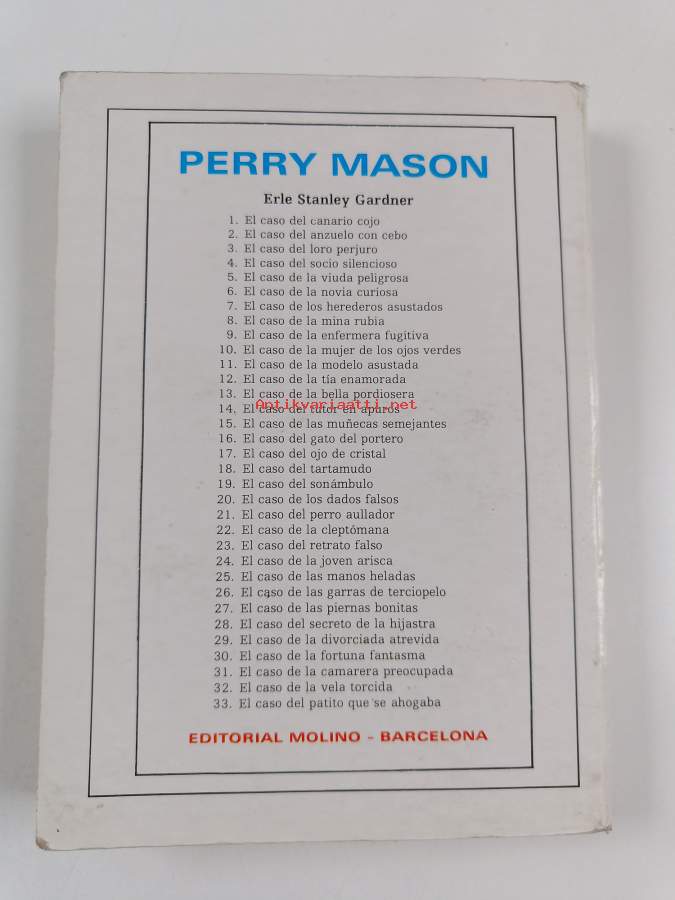 PERRY MASON
Erle Stanley Gardner
1. El caso del canario cojo
2. El caso del anzuelo con cebo
3. El caso del loro perjuro
4. El caso del socio silencioso
5. El caso de la viuda peligrosa
6. El caso de la novia curiosa
7. El caso de los herederos asustados
8. El caso de la mina rubia
9. El caso de la enfermera fugitiva
10. El caso de la mujer de los ojos verdes
11. El caso de la modelo asustada
12. El caso de la tía enamorada
13. El caso de la bella pordiosera
Antikvariaatti.net
14. El caso del tutor en apuros
15. El caso de las muñecas semejantes
16. El caso del gato del portero
17. El caso del ojo de cristal
18. El caso del tartamudo
19. El caso del sonámbulo
20. El caso de los dados falsos
21. El caso del perro aullador
22. El caso de la cleptómana
23. El caso del retrato falso
24. El caso de la joven arisca
25. El caso de las manos heladas
26. El caso de las garras de terciopelo
27. El caso de las piernas bonitas
28. El caso del secreto de la hijastra
29. El caso de la divorciada atrevida
30. El caso de la fortuna fantasma
31. El caso de la camarera preocupada
32. El caso de la vela torcida
33. El caso del patito que se ahogaba
EDITORIAL MOLINO - BARCELONA